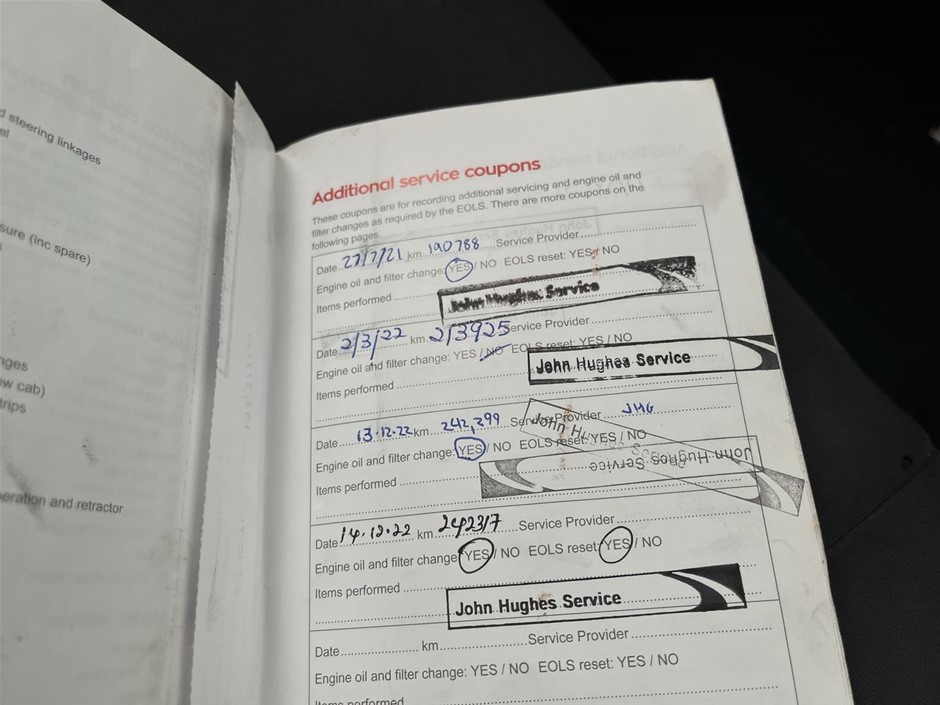 d steering linkages
el
sure (inc spare)
nges
ow cab)
trips
peration and retractor
Additional service coupons
These coupons are for recording additional servicing and engine oil and
filter changes as required by the EOLS. There are more coupons on the
following pages.
Date 27/7/21 km 190788 Service Provider
Engine oil and filter change: YES / NO EOLS reset: YES / NO
Items performed
John Hughes Service
Date 2/3/22 km 213925 Service Provider
Engine oil and filter change: YES / NO EOLS reset: YES / NO
Items performed
John Hughes Service
Date 13.12.22 km 242,299 Service Provider JHG
Engine oil and filter change: YES / NO EOLS reset: YES / NO
Items performed
John Hughes Service
Date 14.12.22 km 242317 Service Provider
Engine oil and filter change: YES / NO EOLS reset: YES / NO
Items performed
John Hughes Service
Date km Service Provider
Engine oil and filter change: YES / NO EOLS reset: YES / NO
Items performed